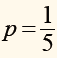 p = 1/5